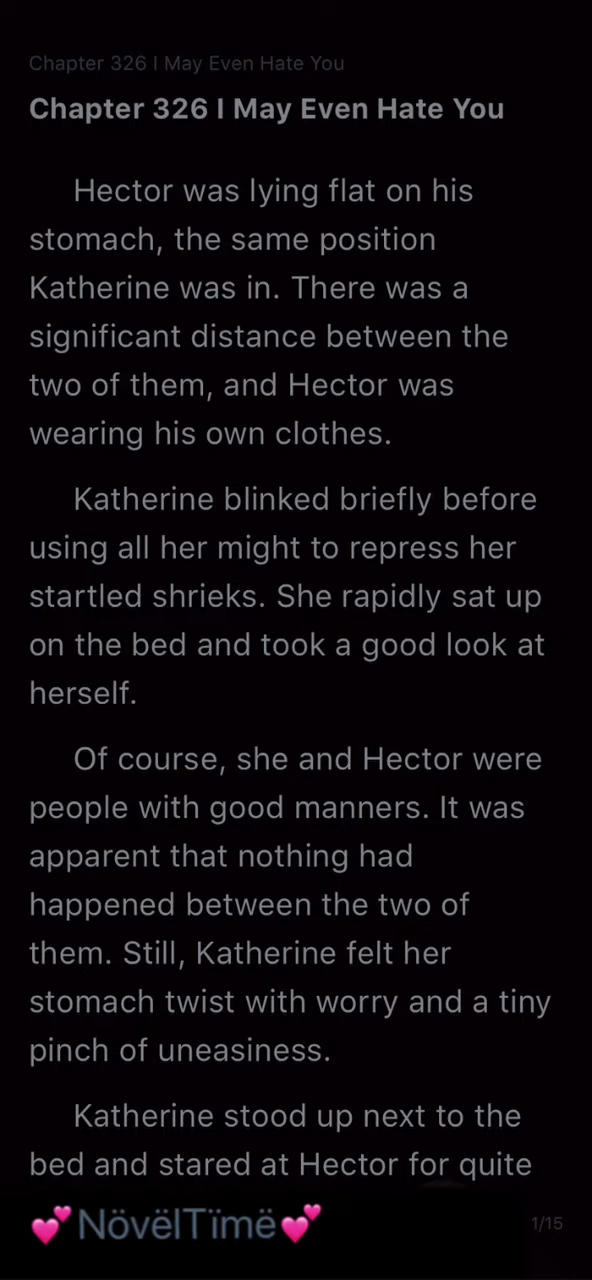 Chapter 326 I May Even Hate You
Chapter 326 I May Even Hate You
Hector was lying flat on his
stomach, the same position
Katherine was in. There was a
significant distance between the
two of them, and Hector was
wearing his own clothes.
Katherine blinked briefly before
using all her might to repress her
startled shrieks. She rapidly sat up
on the bed and took a good look at
herself.
Of course, she and Hector were
people with good manners. It was
apparent that nothing had
happened between the two of
them. Still, Katherine felt her
stomach twist with worry and a tiny
pinch of uneasiness.
Katherine stood up next to the
bed and stared at Hector for quite
💕NövëlTïmë💕
1/15